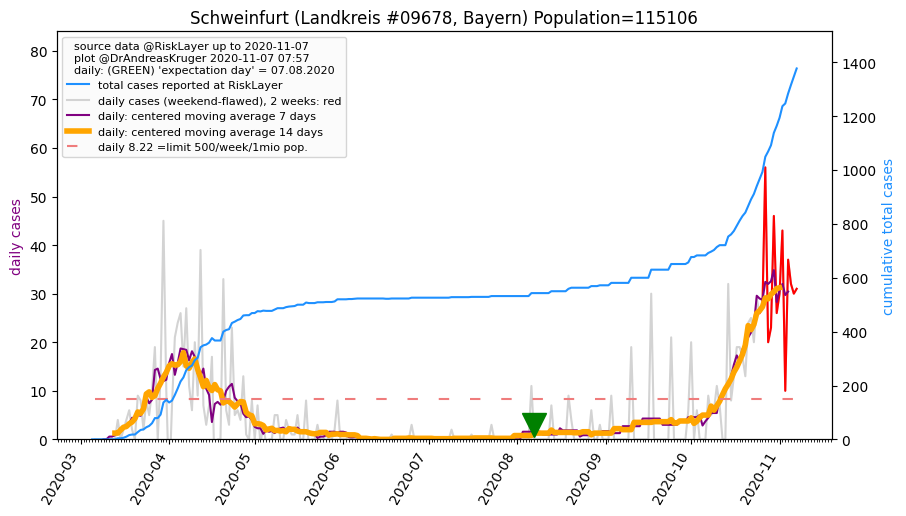 Schweinfurt (Landkreis #09678, Bayern) Population=115106
source data @RiskLayer up to 2020-11-07
plot @DrAndreasKruger 2020-11-07 07:57
daily: (GREEN) 'expectation day' = 07.08.2020
total cases reported at RiskLayer
daily cases (weekend-flawed), 2 weeks: red
daily: centered moving average 7 days
daily: centered moving average 14 days
daily 8.22 =limit 500/week/1mio pop.
daily cases
80
70
60
50
40
30
20
10
0
cumulative total cases
1400
1200
1000
800
600
400
200
0
2020-03
2020-04
2020-05
2020-06
2020-07
2020-08
2020-09
2020-10
2020-11